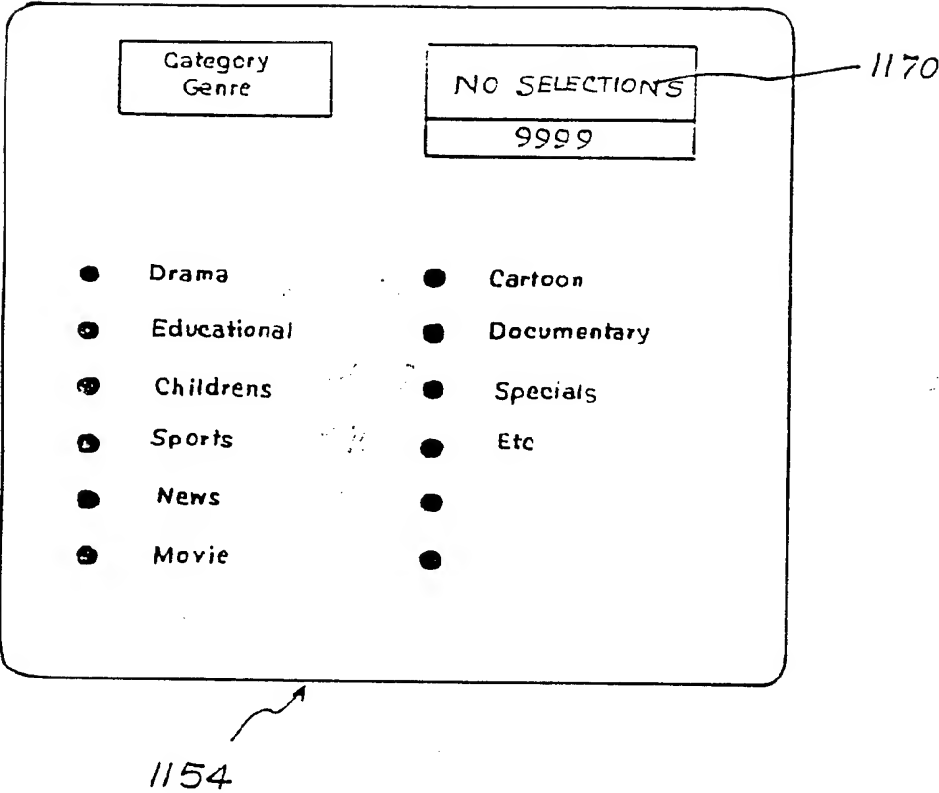 Category
Genre
NO SELECTIONS
1170
9999
Drama
Educational
Childrens
Sports
News
Movie
Cartoon
Documentary
Specials
Etc
1154